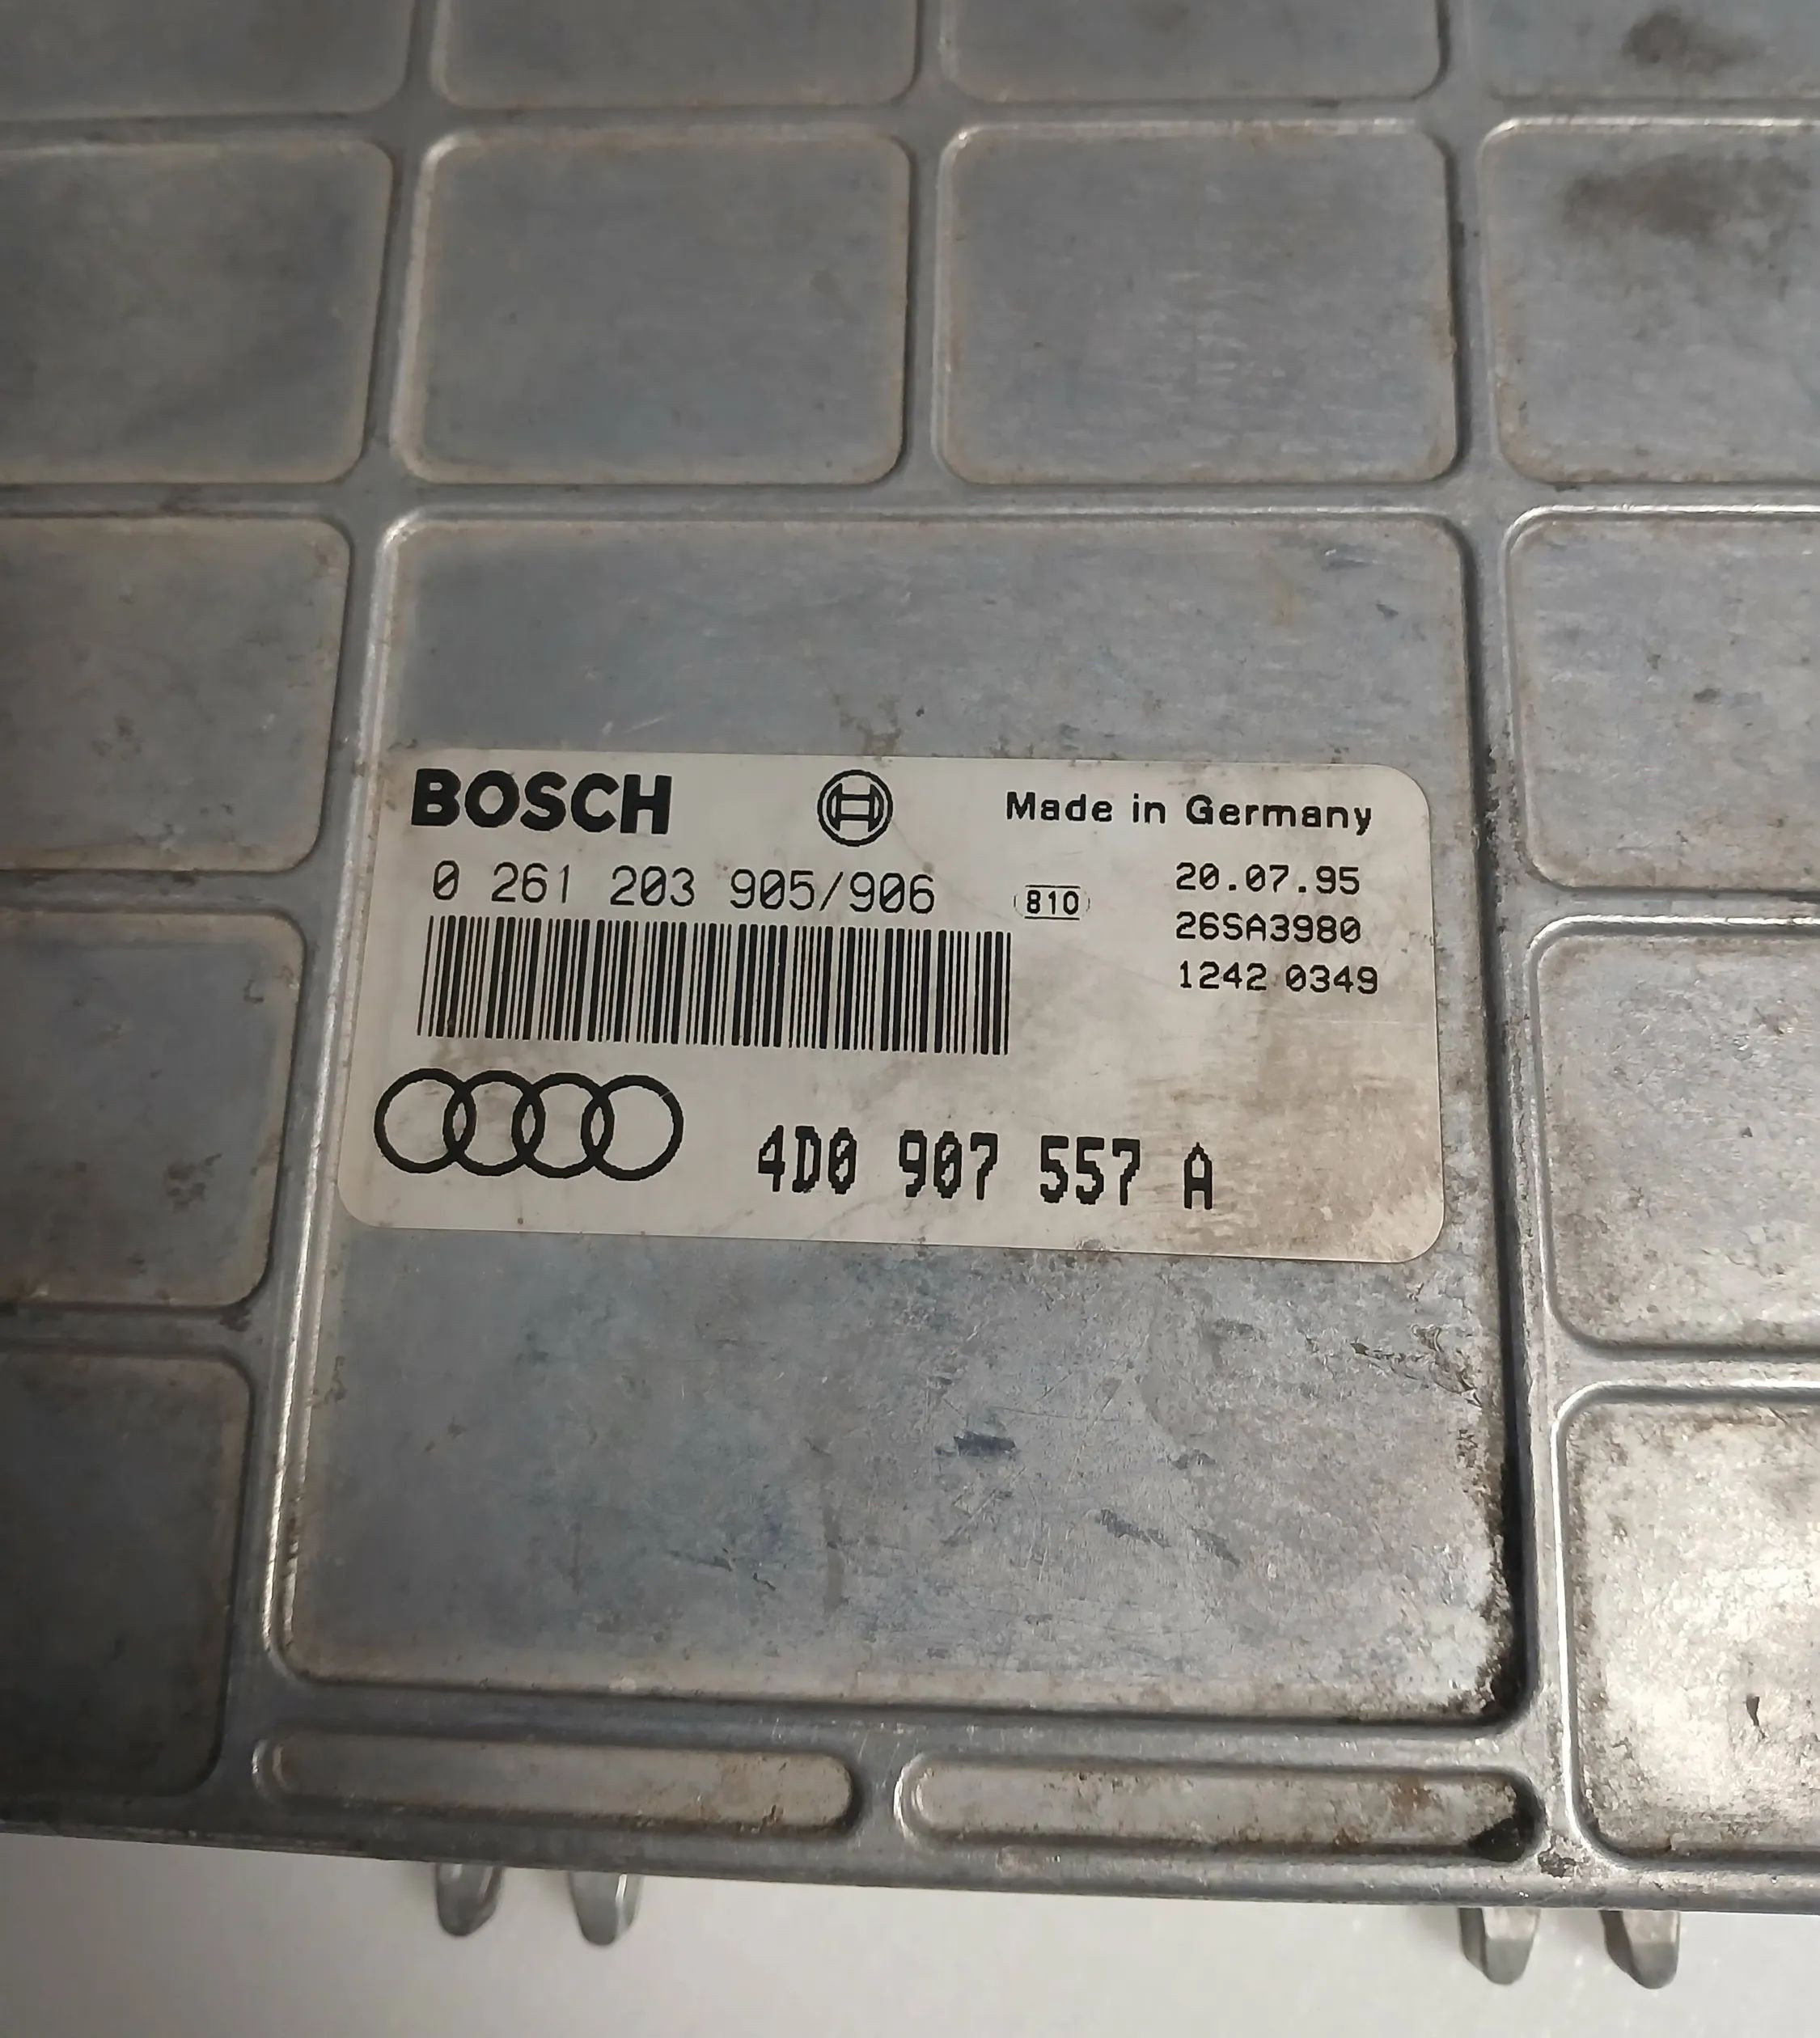 BOSCH Made in Germany
0 261 203 905/906 810 20.07.95
26SA3980
1242 0349
4D0 907 557 A